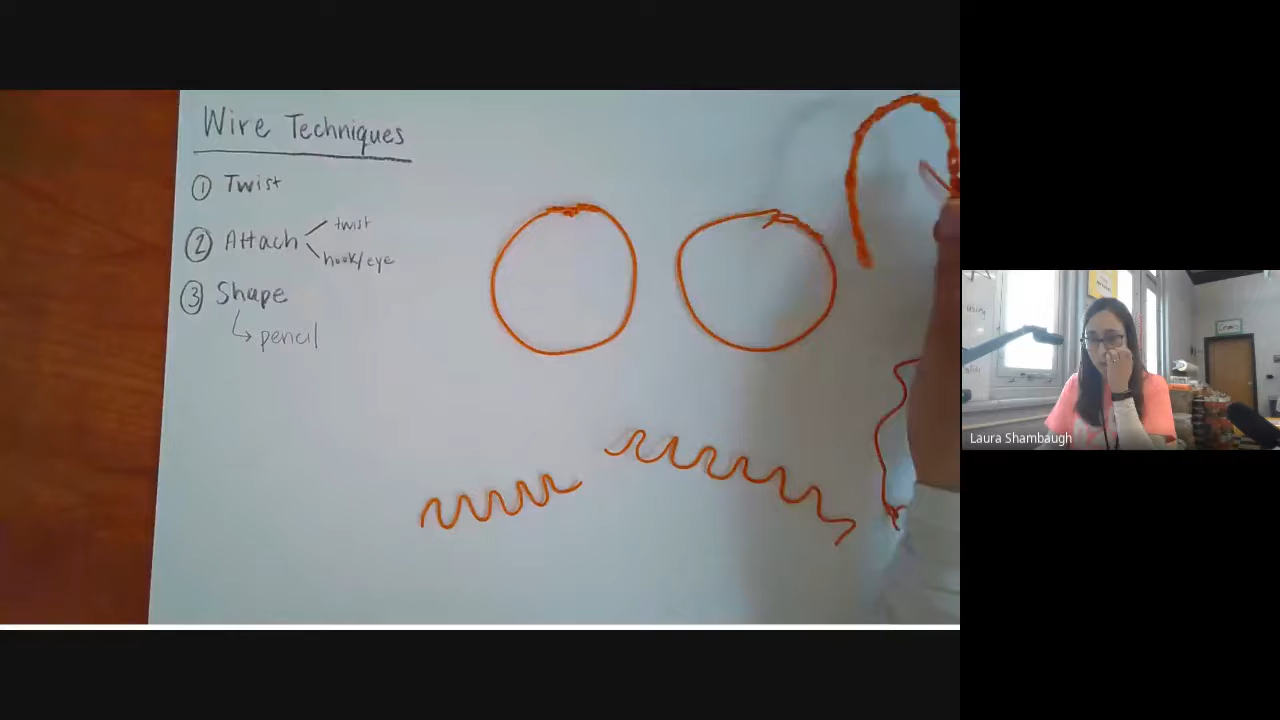 Wire Techniques
① Twist
② Attach
twist
hook/eye
③ Shape
↳ pencil
Laura Shambaugh